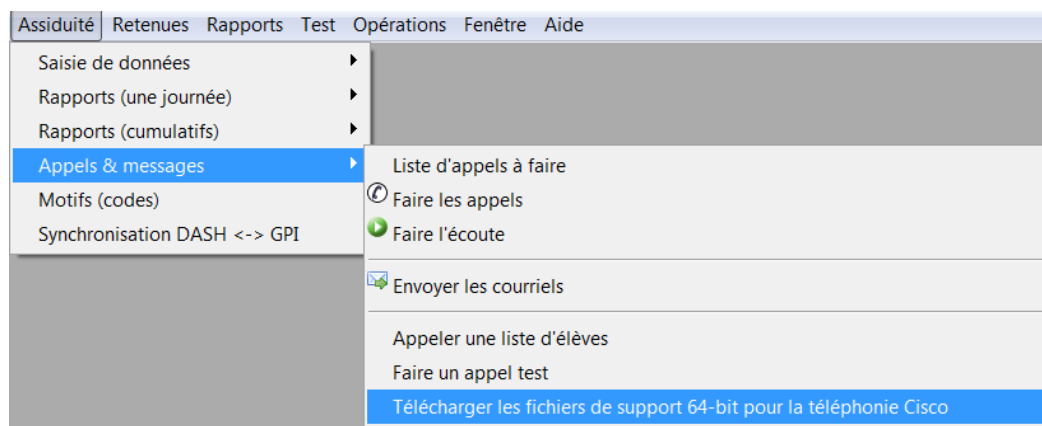 Assiduité Retenues Rapports Test Opérations Fenêtre Aide
Saisie de données
Rapports (une journée)
Rapports (cumulatifs)
Appels & messages
Motifs (codes)
Synchronisation DASH <-> GPI
Liste d'appels à faire
Faire les appels
Faire l'écoute
Envoyer les courriels
Appeler une liste d'élèves
Faire un appel test
Télécharger les fichiers de support 64-bit pour la téléphonie Cisco